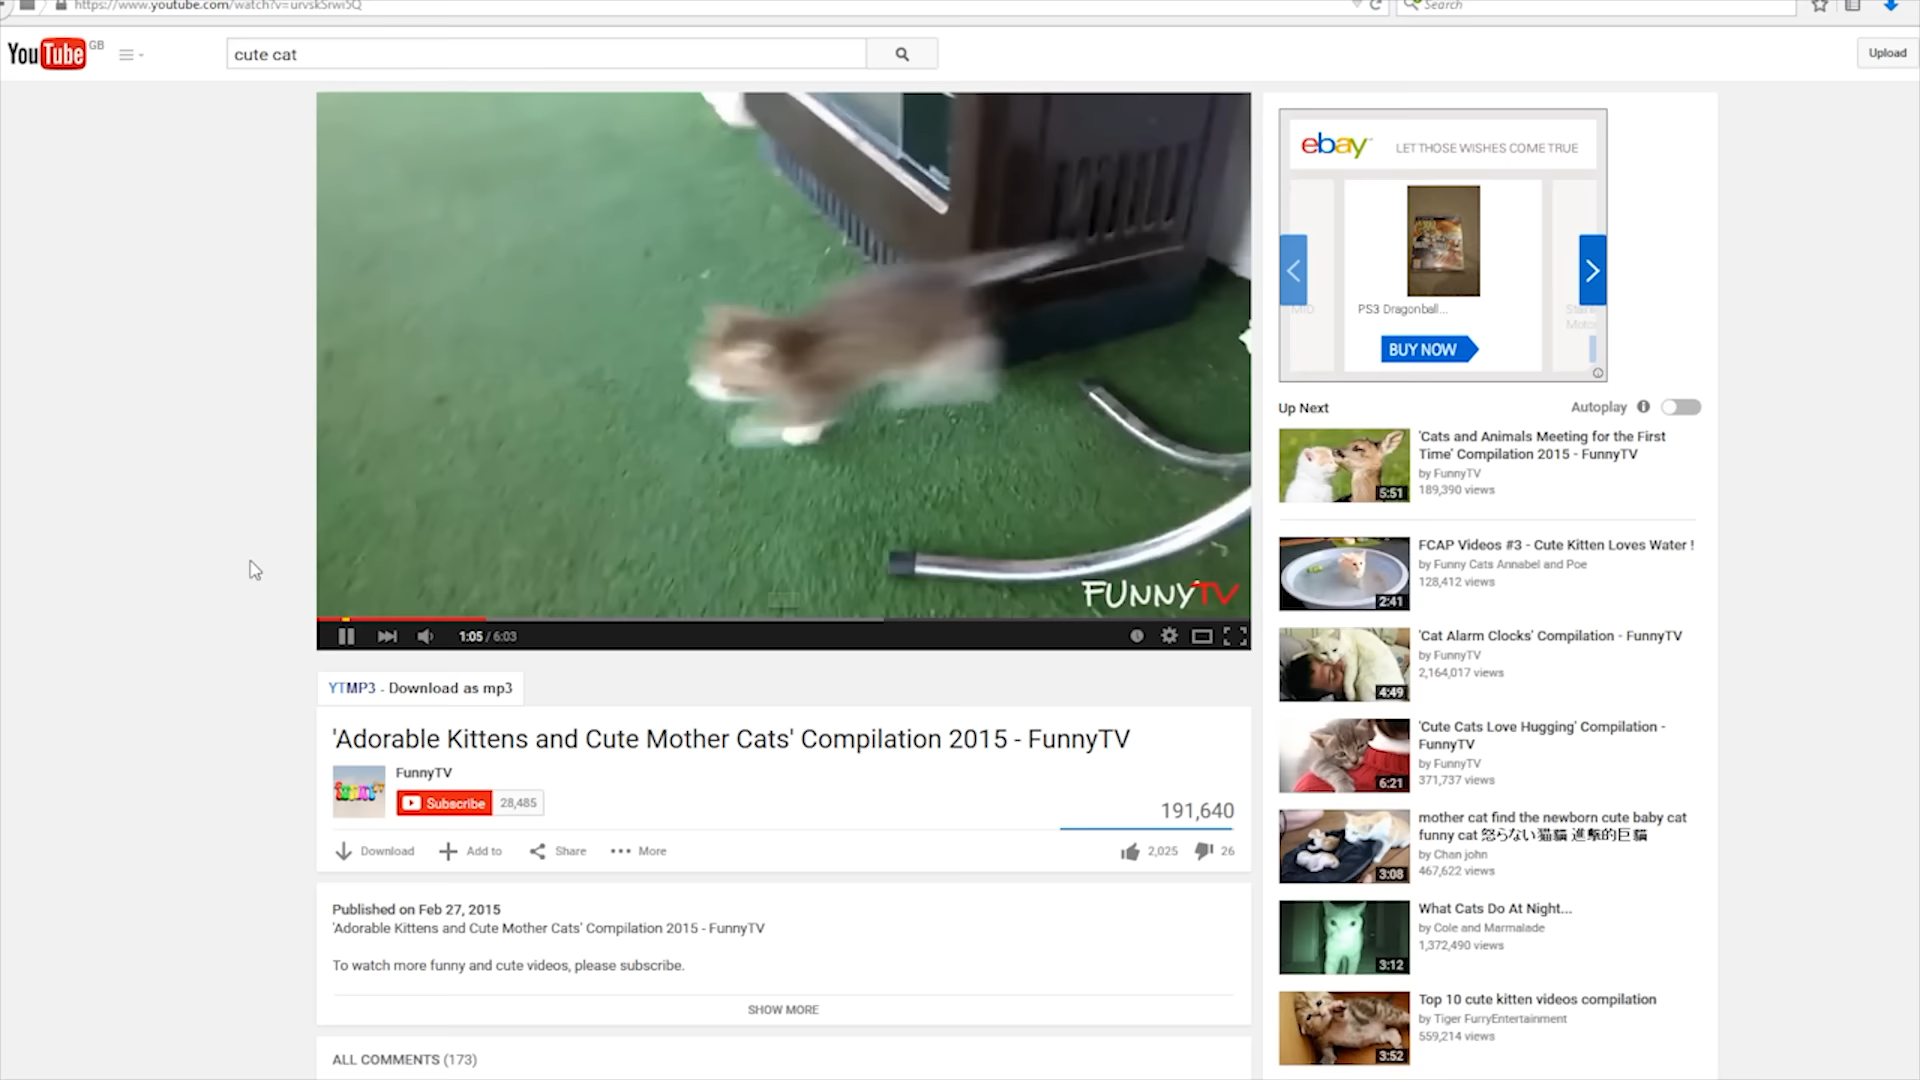 https://www.youtube.com/watch?v=urvskSrwi5Q
Search
YouTube GB
cute cat
Upload
ebay LET THOSE WISHES COME TRUE
PS3 Dragonball...
BUY NOW
FUNNYTV
1:05 / 6:03
Up Next
Autoplay
5:51
'Cats and Animals Meeting for the First
Time' Compilation 2015 - FunnyTV
by FunnyTV
189,390 views
2:41
FCAP Videos #3 - Cute Kitten Loves Water !
by Funny Cats Annabel and Poe
128,412 views
4:49
'Cat Alarm Clocks' Compilation - FunnyTV
by FunnyTV
2,164,017 views
6:21
'Cute Cats Love Hugging' Compilation -
FunnyTV
by FunnyTV
371,737 views
3:08
mother cat find the newborn cute baby cat
funny cat 怒らない猫貓 進撃的巨貓
by Chan john
467,622 views
3:12
What Cats Do At Night...
by Cole and Marmalade
1,372,490 views
3:52
Top 10 cute kitten videos compilation
by Tiger FurryEntertainment
559,214 views
YTMP3 - Download as mp3
'Adorable Kittens and Cute Mother Cats' Compilation 2015 - FunnyTV
FunnyTV
Subscribe 28,485
191,640
Download Add to Share More
2,025 26
Published on Feb 27, 2015
'Adorable Kittens and Cute Mother Cats' Compilation 2015 - FunnyTV
To watch more funny and cute videos, please subscribe.
SHOW MORE
ALL COMMENTS (173)